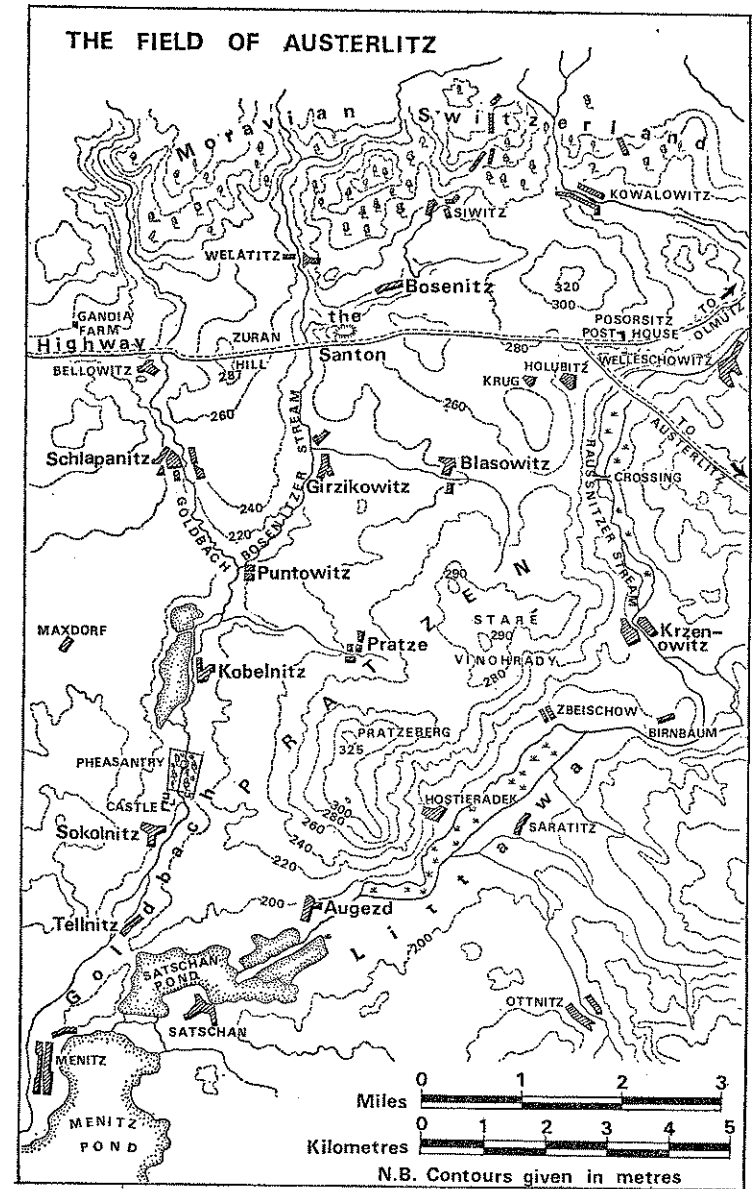 THE FIELD OF AUSTERLITZ
Moravian Switzerland
KOWALOWITZ
SIWITZ
WELATITZ
Bosenitz
320
300
the
Santon
GANDIA
FARM
ZURAN
HILL
287
POSORSITZ
POST HOUSE
TO
OLMUTZ
Highway
280
BELLOWITZ
WELLESCHOWITZ
HOLUBITZ
KRUG
260
260
TO
AUSTERLITZ
Schlapanitz
BOSENITZER STREAM
Girzikowitz
Blasowitz
RAUSSNITZER STREAM
CROSSING
240
220
GOLDBACH
Puntowitz
290
STARÉ
290
VINOHRADY
280
PRATZEN
Krzen-
owitz
MAXDORF
Pratze
Kobelnitz
ZBEISCHOW
BIRNBAUM
PRATZEBERG
325
PHEASANTRY
CASTLE
300
280
260
240
220
HOSTIERADEK
SARATITZ
Sokolnitz
Goldbach
Littawa
200
Augezd
200
Tellnitz
SATSCHAN
POND
SATSCHAN
OTTNITZ
MENITZ
MENITZ
POND
0 1 2 3
Miles
0 1 2 3 4 5
Kilometres
N.B. Contours given in metres